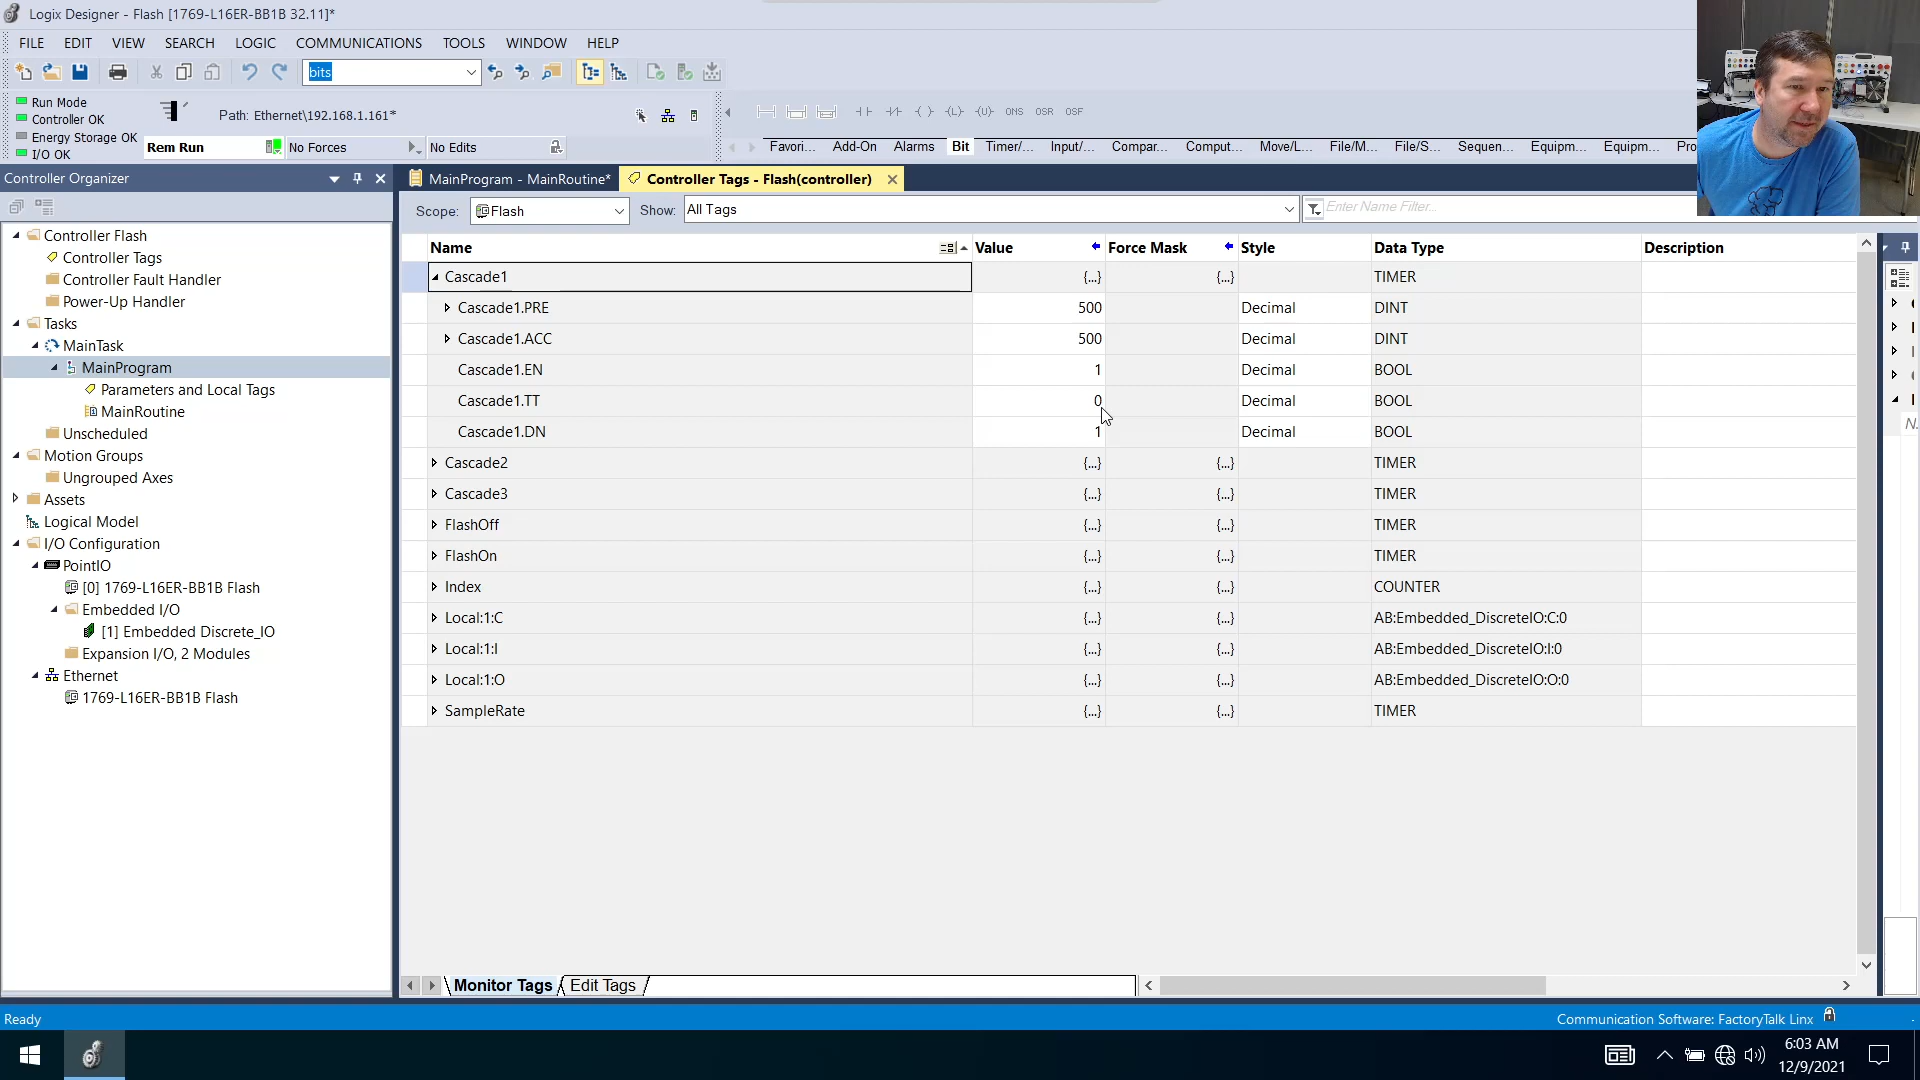 Logix Designer - Flash [1769-L16ER-BB1B 32.11]*
FILE EDIT VIEW SEARCH LOGIC COMMUNICATIONS TOOLS WINDOW HELP
bits
Run Mode
Controller OK
Energy Storage OK
I/O OK
Path: Ethernet\192.168.1.161*
Rem Run No Forces No Edits
ONS OSR OSF
Favori... Add-On Alarms Bit Timer/... Input/... Compar... Comput... Move/L... File/M... File/S... Sequen... Equipm... Equipm... Pro
Controller Organizer
Controller Flash
Controller Tags
Controller Fault Handler
Power-Up Handler
Tasks
MainTask
MainProgram
Parameters and Local Tags
MainRoutine
Unscheduled
Motion Groups
Ungrouped Axes
Assets
Logical Model
I/O Configuration
PointIO
[0] 1769-L16ER-BB1B Flash
Embedded I/O
[1] Embedded Discrete_IO
Expansion I/O, 2 Modules
Ethernet
1769-L16ER-BB1B Flash
MainProgram - MainRoutine* Controller Tags - Flash(controller)
Scope: Flash Show: All Tags Enter Name Filter...
Name Value Force Mask Style Data Type Description
Cascade1 {...} {...} TIMER
Cascade1.PRE 500 Decimal DINT
Cascade1.ACC 500 Decimal DINT
Cascade1.EN 1 Decimal BOOL
Cascade1.TT 0 Decimal BOOL
Cascade1.DN 1 Decimal BOOL
Cascade2 {...} {...} TIMER
Cascade3 {...} {...} TIMER
FlashOff {...} {...} TIMER
FlashOn {...} {...} TIMER
Index {...} {...} COUNTER
Local:1:C {...} {...} AB:Embedded_DiscreteIO:C:0
Local:1:I {...} {...} AB:Embedded_DiscreteIO:I:0
Local:1:O {...} {...} AB:Embedded_DiscreteIO:O:0
SampleRate {...} {...} TIMER
Monitor Tags Edit Tags
Ready
Communication Software: FactoryTalk Linx
6:03 AM
12/9/2021